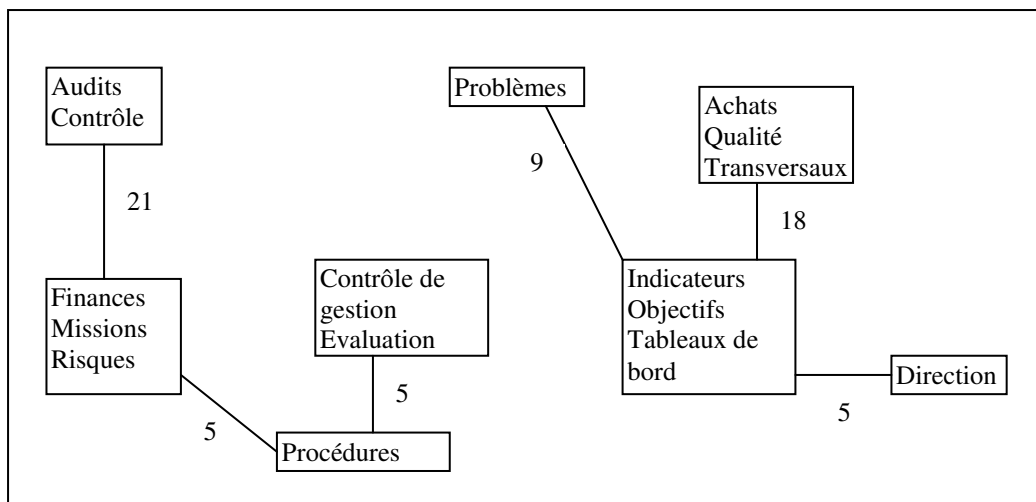 Audits
Contrôle
21
Finances
Missions
Risques
5
Contrôle de
gestion
Evaluation
5
Procédures
Problèmes
9
Achats
Qualité
Transversaux
18
Indicateurs
Objectifs
Tableaux de
bord
5
Direction